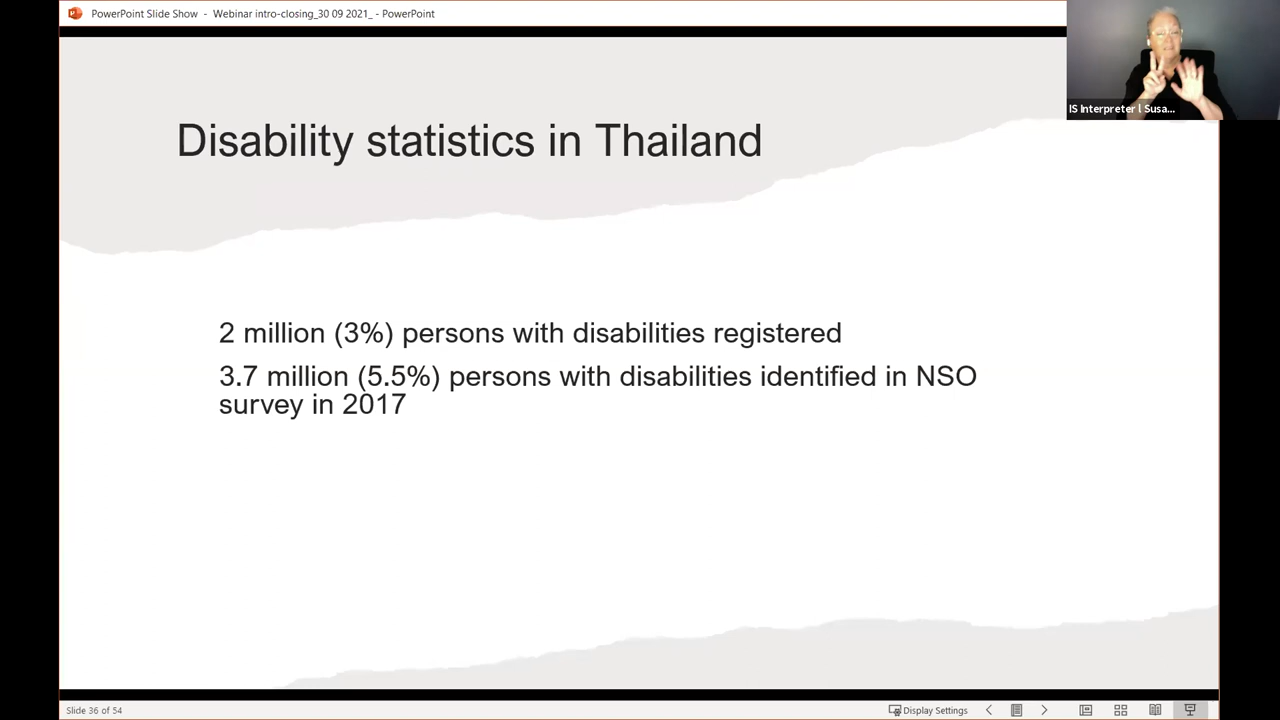 PowerPoint Slide Show - Webinar intro-closing_30 09 2021_ - PowerPoint
IS Interpreter l Susa...
Disability statistics in Thailand
2 million (3%) persons with disabilities registered
3.7 million (5.5%) persons with disabilities identified in NSO
survey in 2017
Slide 36 of 54
Display Settings